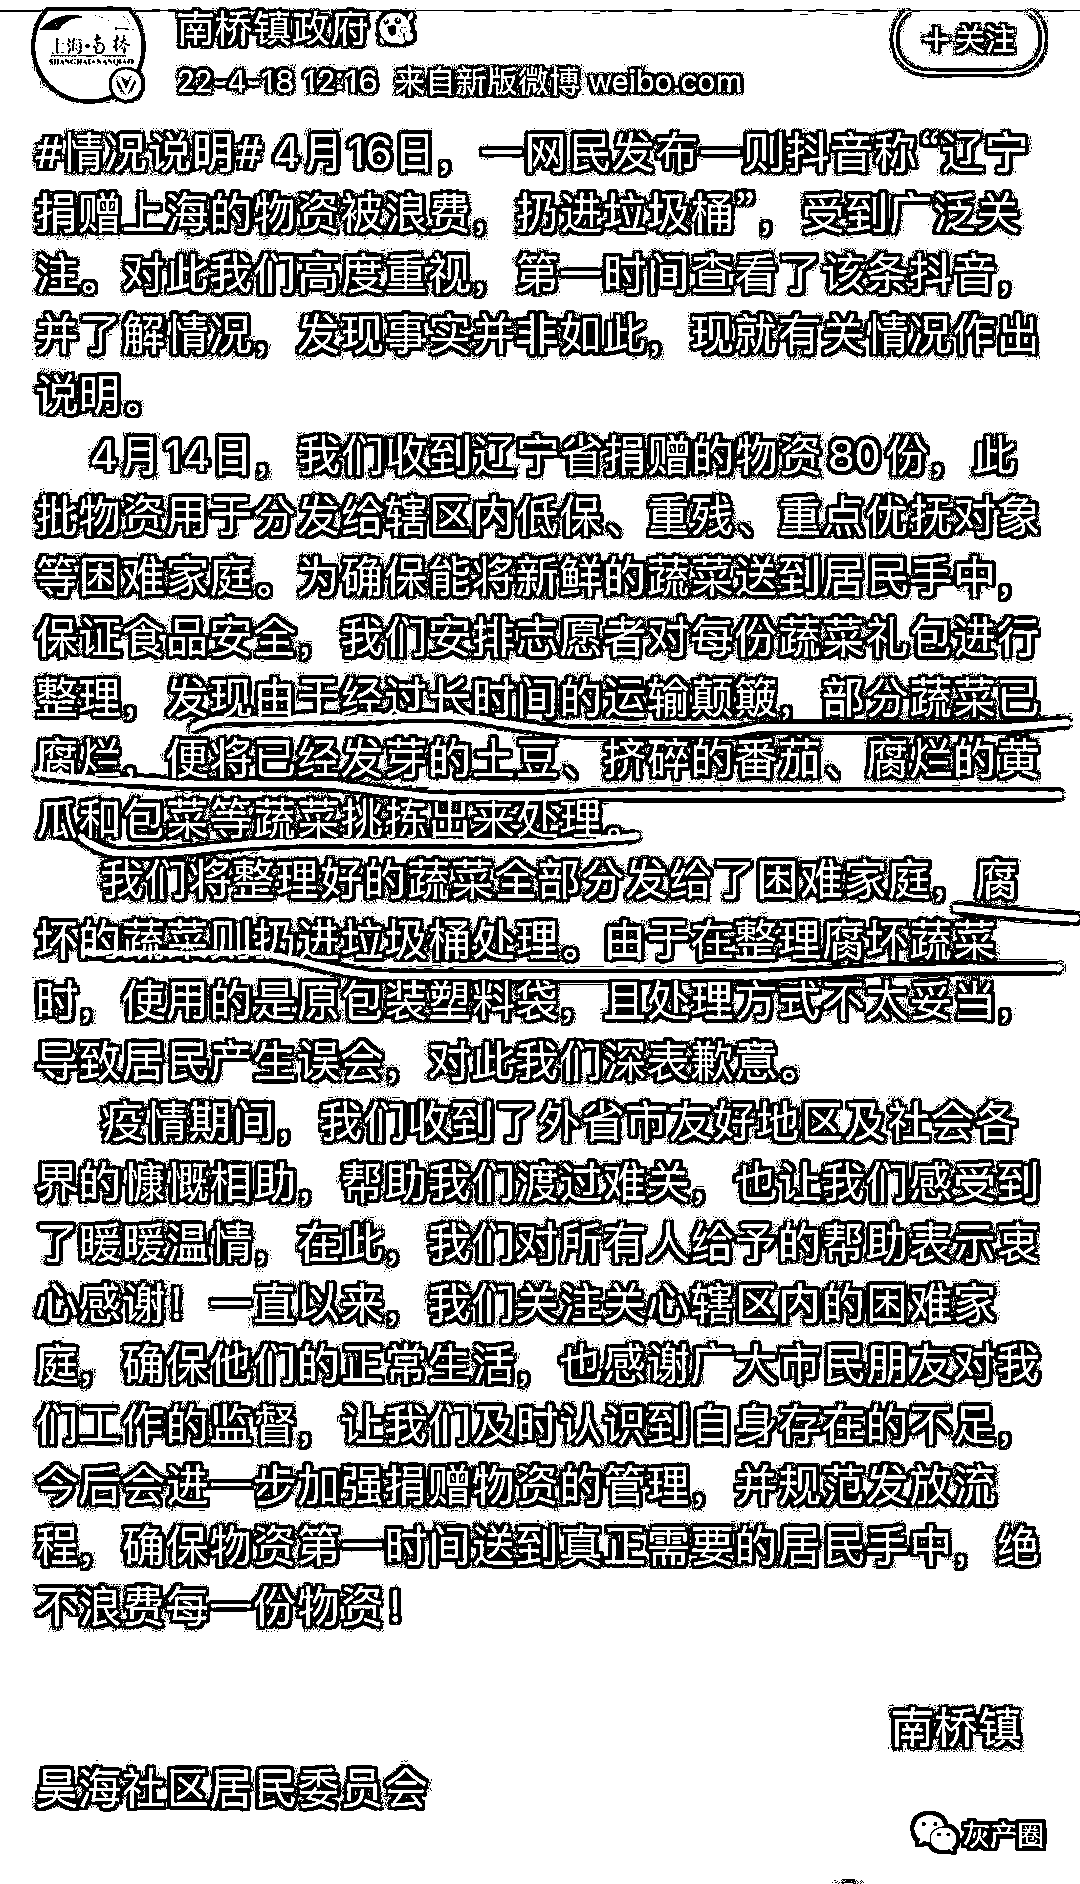 上海·南桥
SHANGHAI·NANQIAO
南桥镇政府
+关注
22-4-18 12:16 来自新版微博 weibo.com
#情况说明# 4月16日，一网民发布一则抖音称“辽宁
捐赠上海的物资被浪费，扔进垃圾桶”，受到广泛关
注。对此我们高度重视，第一时间查看了该条抖音，
并了解情况，发现事实并非如此，现就有关情况作出
说明。
4月14日，我们收到辽宁省捐赠的物资80份，此
批物资用于分发给辖区内低保、重残、重点优抚对象
等困难家庭。为确保能将新鲜的蔬菜送到居民手中，
保证食品安全，我们安排志愿者对每份蔬菜礼包进行
整理，发现由于经过长时间的运输颠簸，部分蔬菜已
腐烂，便将已经发芽的土豆、挤碎的番茄、腐烂的黄
瓜和包菜等蔬菜挑拣出来处理。
我们将整理好的蔬菜全部分发给了困难家庭，腐
坏的蔬菜则扔进垃圾桶处理。由于在整理腐坏蔬菜
时，使用的是原包装塑料袋，且处理方式不太妥当，
导致居民产生误会，对此我们深表歉意。
疫情期间，我们收到了外省市友好地区及社会各
界的慷慨相助，帮助我们渡过难关，也让我们感受到
了暖暖温情，在此，我们对所有人给予的帮助表示衷
心感谢！一直以来，我们关注关心辖区内的困难家
庭，确保他们的正常生活，也感谢广大市民朋友对我
们工作的监督，让我们及时认识到自身存在的不足，
今后会进一步加强捐赠物资的管理，并规范发放流
程，确保物资第一时间送到真正需要的居民手中，绝
不浪费每一份物资！
南桥镇
吴海社区居民委员会
灰产圈